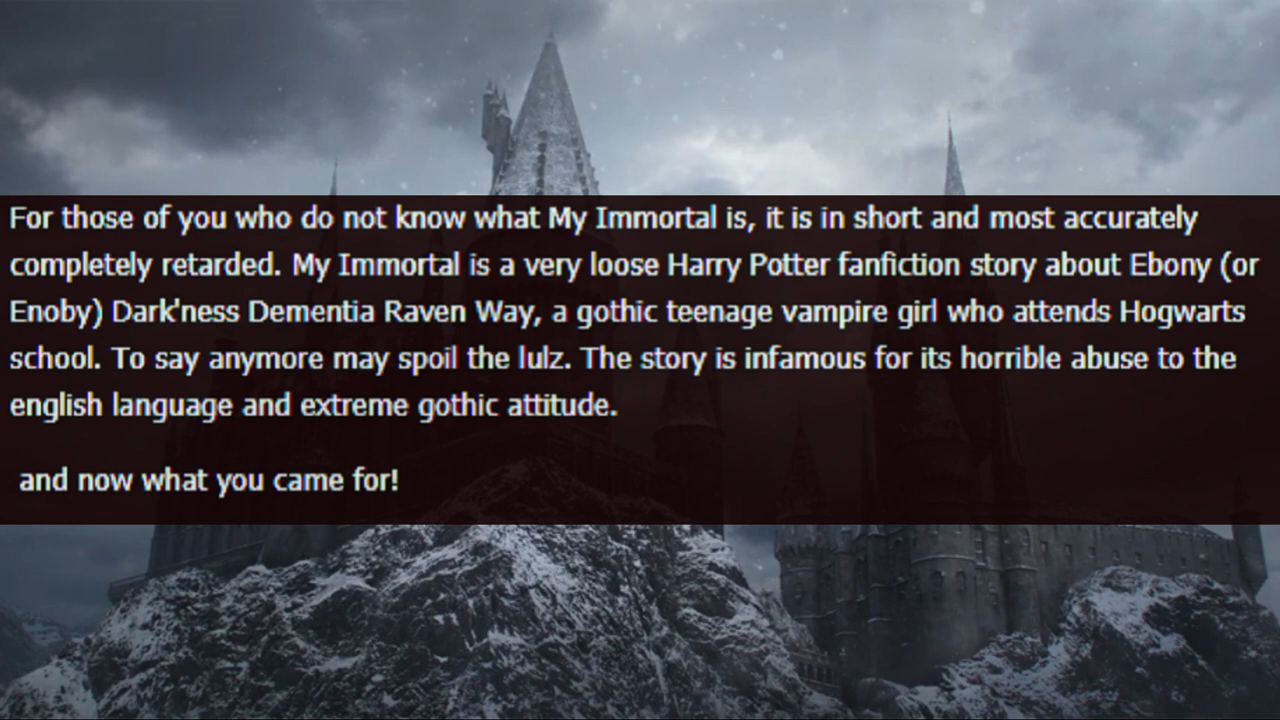 For those of you who do not know what My Immortal is, it is in short and most accurately
completely retarded. My Immortal is a very loose Harry Potter fanfiction story about Ebony (or
Enoby) Dark'ness Dementia Raven Way, a gothic teenage vampire girl who attends Hogwarts
school. To say anymore may spoil the lulz. The story is infamous for its horrible abuse to the
english language and extreme gothic attitude.
and now what you came for!